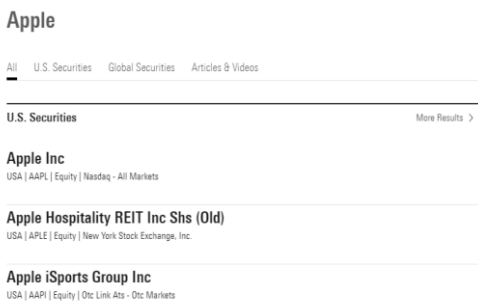 Apple
All U.S. Securities Global Securities Articles & Videos
U.S. Securities More Results >
Apple Inc
USA | AAPL | Equity | Nasdaq - All Markets
Apple Hospitality REIT Inc Shs (Old)
USA | APLE | Equity | New York Stock Exchange, Inc.
Apple iSports Group Inc
USA | AAPI | Equity | Otc Link Ats - Otc Markets